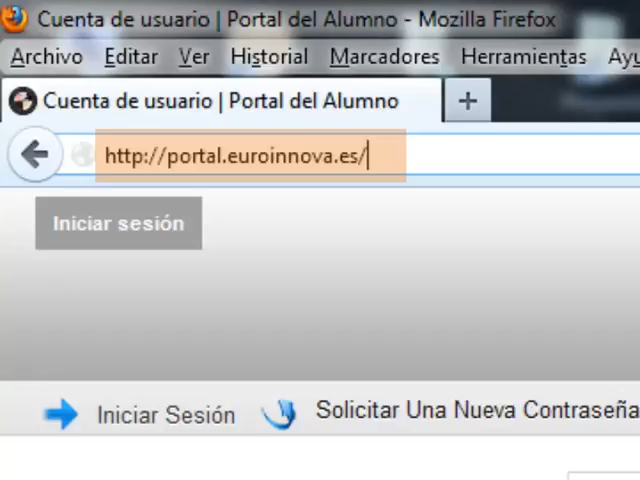 Cuenta de usuario | Portal del Alumno - Mozilla Firefox
Archivo Editar Ver Historial Marcadores Herramientas
Cuenta de usuario | Portal del Alumno +
http://portal.euroinnova.es/
Iniciar sesión
Iniciar Sesión Solicitar Una Nueva Contraseña